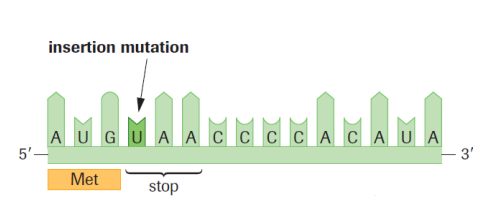 insertion mutation
A U G U A A C C C C A C A U A
5′ 3′
Met
stop